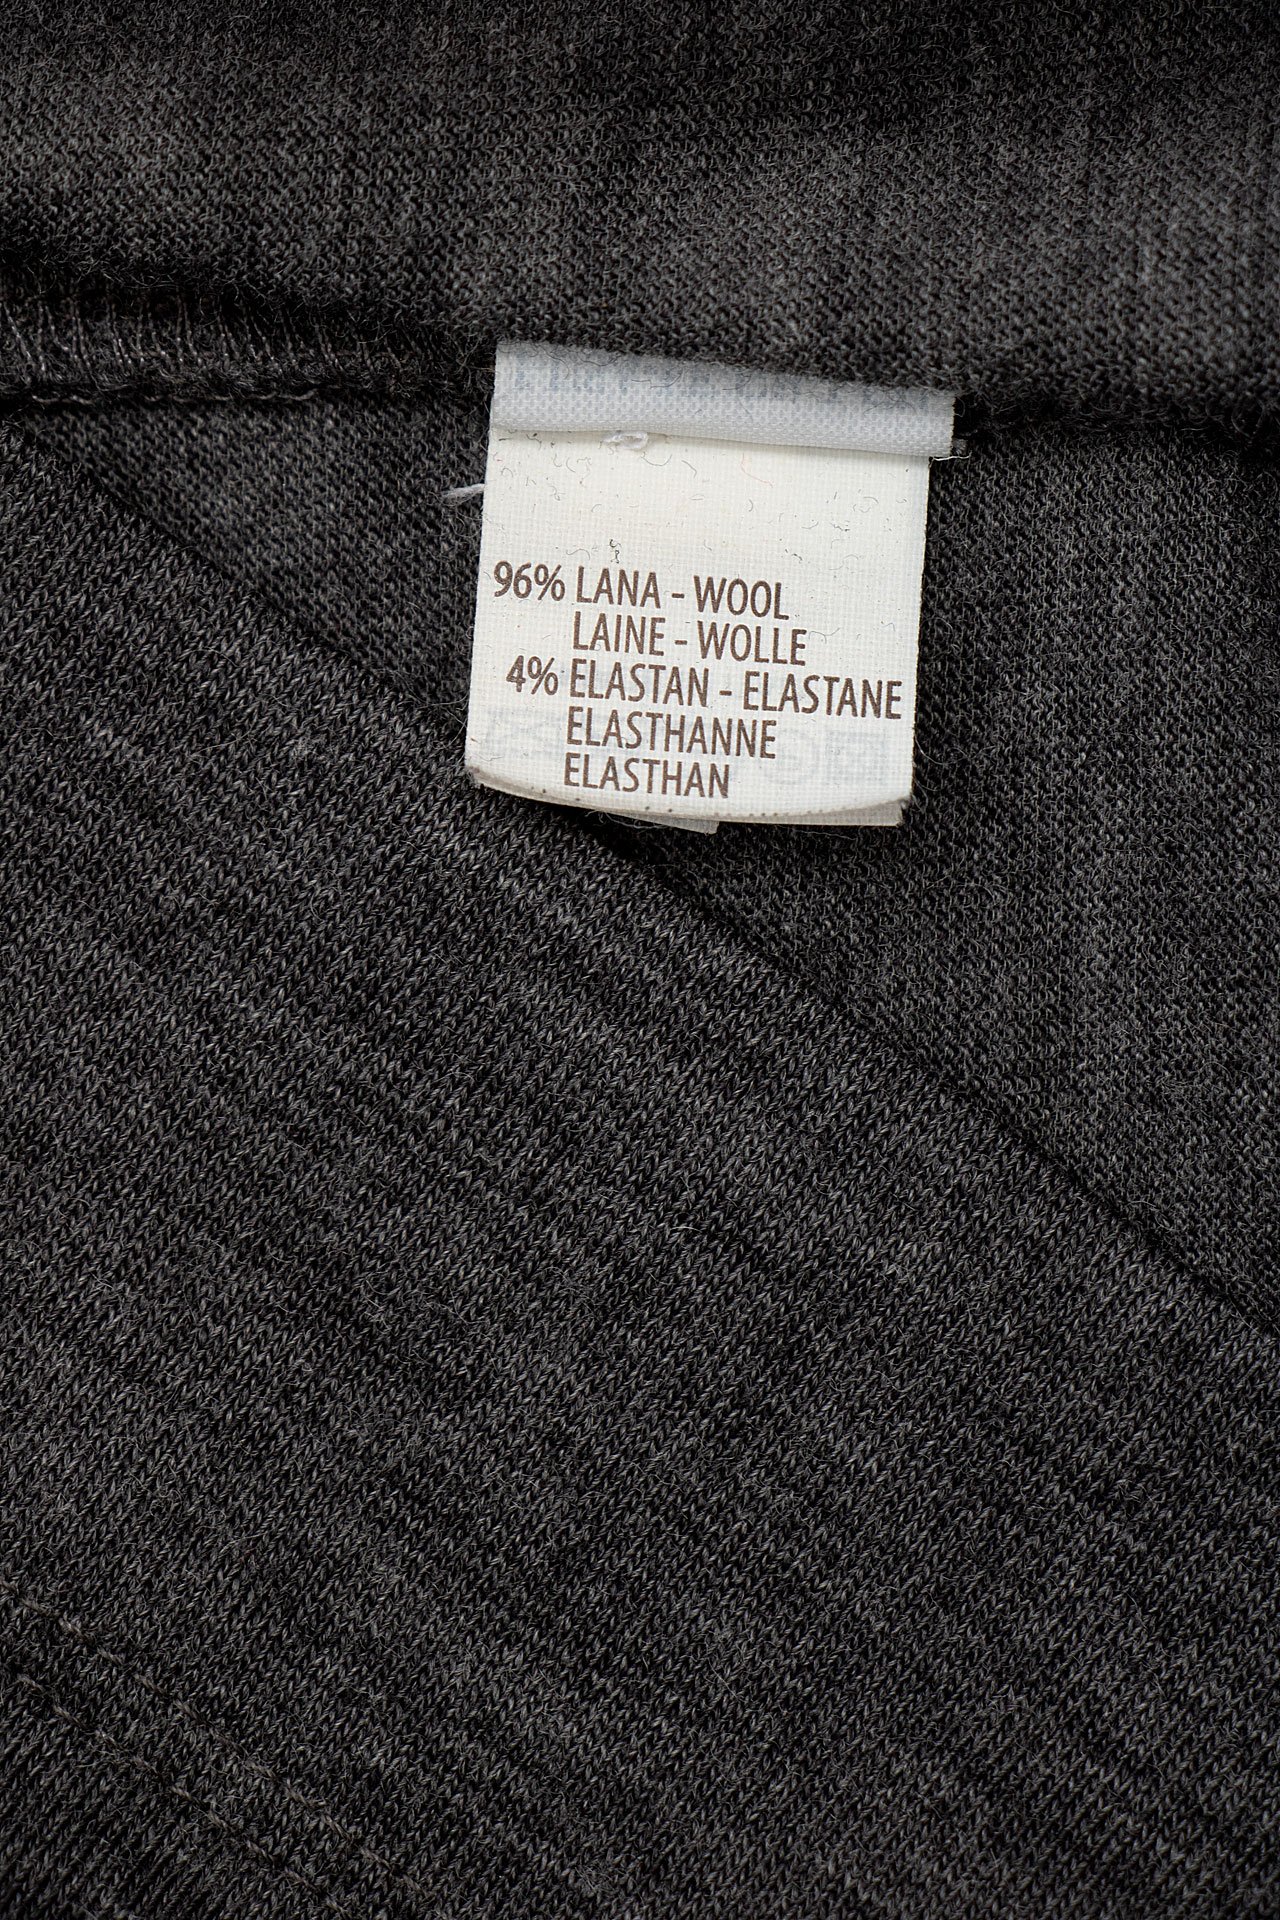 96% LANA - WOOL
LAINE - WOLLE
4% ELASTAN - ELASTANE
ELASTHANNE
ELASTHAN